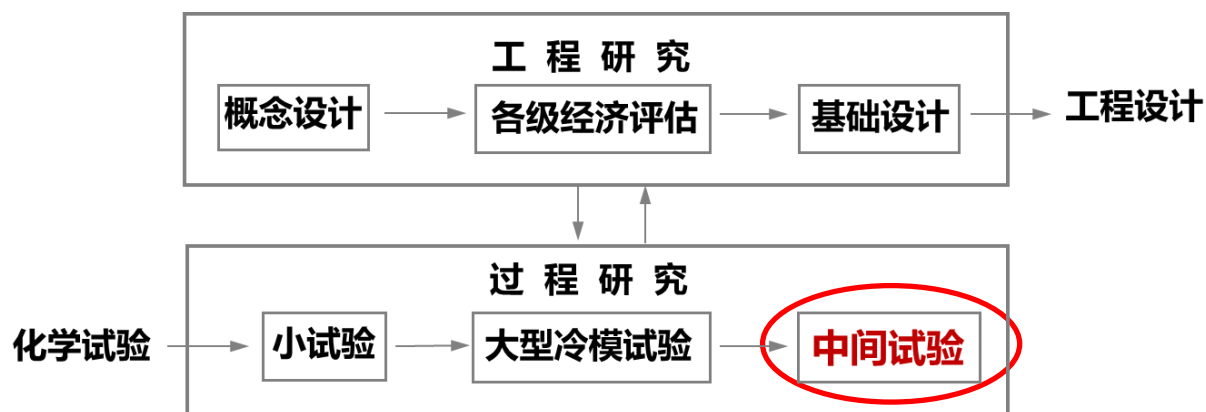 工程研究
概念设计
各级经济评估
基础设计
工程设计
过程研究
化学试验
小试验
大型冷模试验
中间试验